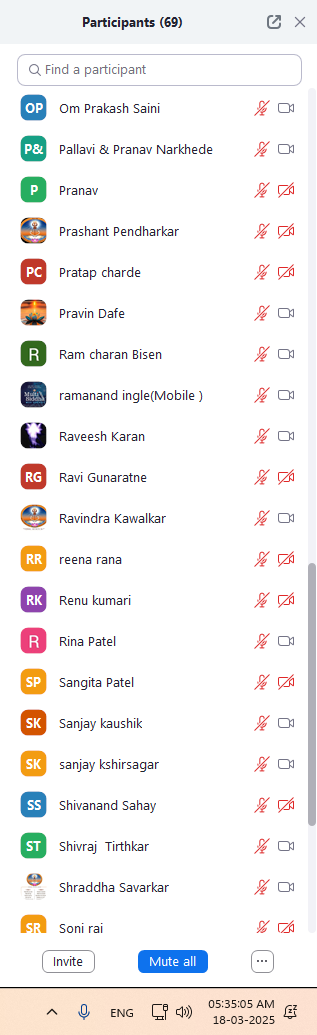 Participants (69)
Find a participant
OP Om Prakash Saini
P& Pallavi & Pranav Narkhede
P Pranav
Prashant Pendharkar
PC Pratap charde
Pravin Dafe
R Ram charan Bisen
ramanand ingle(Mobile )
Raveesh Karan
RG Ravi Gunaratne
Ravindra Kawalkar
RR reena rana
RK Renu kumari
R Rina Patel
SP Sangita Patel
SK Sanjay kaushik
SK sanjay kshirsagar
SS Shivanand Sahay
ST Shivraj Tirthkar
Shraddha Savarkar
SR Soni rai
Invite Mute all ...
ENG 05:35:05 AM
18-03-2025